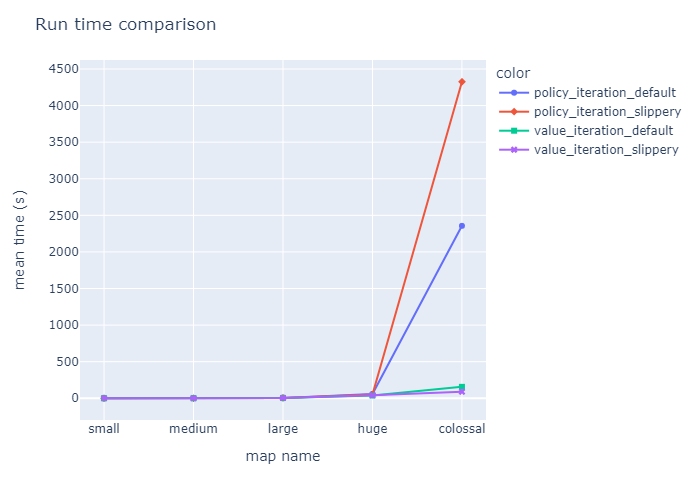 Run time comparison
color
policy_iteration_default
policy_iteration_slippery
value_iteration_default
value_iteration_slippery
mean time (s)
4500
4000
3500
3000
2500
2000
1500
1000
500
0
small medium large huge colossal
map name